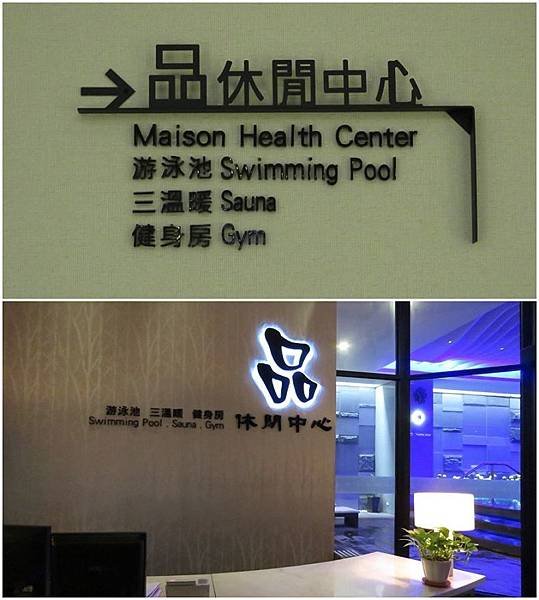 →品休閒中心
Maison Health Center
游泳池 Swimming Pool
三溫暖 Sauna
健身房 Gym
品
游泳池 三溫暖 健身房
Swimming Pool . Sauna . Gym
休閒中心